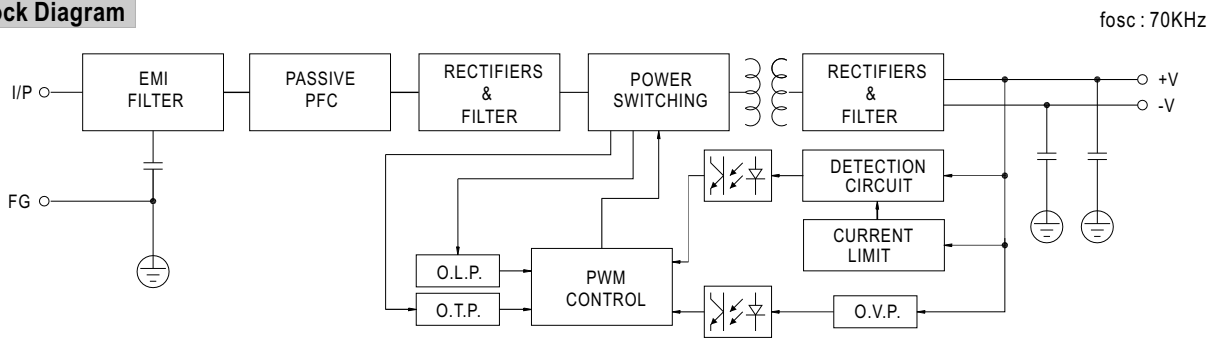 Block Diagram
fosc : 70KHz
I/P
EMI
FILTER
PASSIVE
PFC
RECTIFIERS
&
FILTER
POWER
SWITCHING
RECTIFIERS
&
FILTER
+V
-V
FG
DETECTION
CIRCUIT
CURRENT
LIMIT
O.L.P.
O.T.P.
PWM
CONTROL
O.V.P.